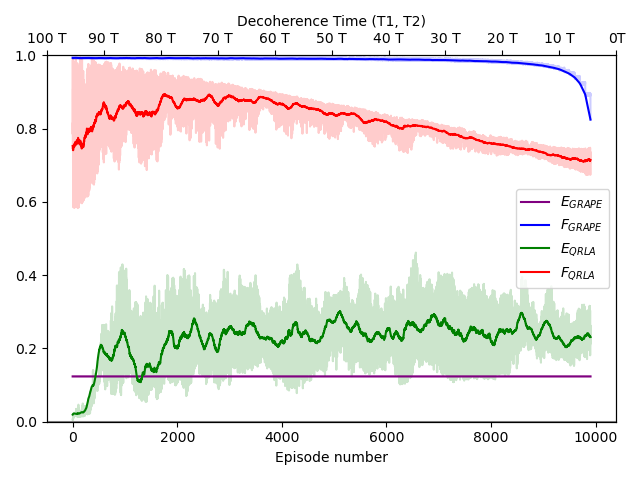 Decoherence Time (T1, T2)
100 T 90 T 80 T 70 T 60 T 50 T 40 T 30 T 20 T 10 T 0T
1.0
0.8
0.6
0.4
0.2
0.0
E_GRAPE
F_GRAPE
E_QRLA
F_QRLA
0 2000 4000 6000 8000 10000
Episode number